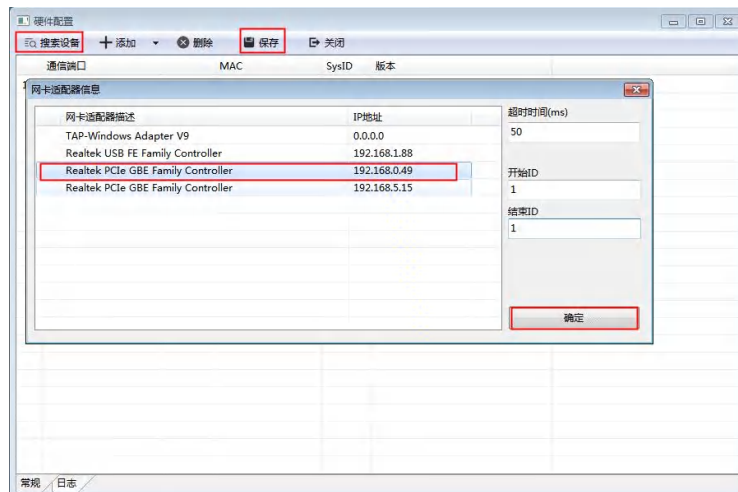 硬件配置
搜索设备 添加 删除 保存 关闭
通信端口 MAC SysID 版本
网卡适配器信息
网卡适配器描述 IP地址 超时时间(ms)
TAP-Windows Adapter V9 0.0.0.0 50
Realtek USB FE Family Controller 192.168.1.88
Realtek PCIe GBE Family Controller 192.168.0.49 开始ID
Realtek PCIe GBE Family Controller 192.168.5.15 1
结束ID
1
确定
常规 日志